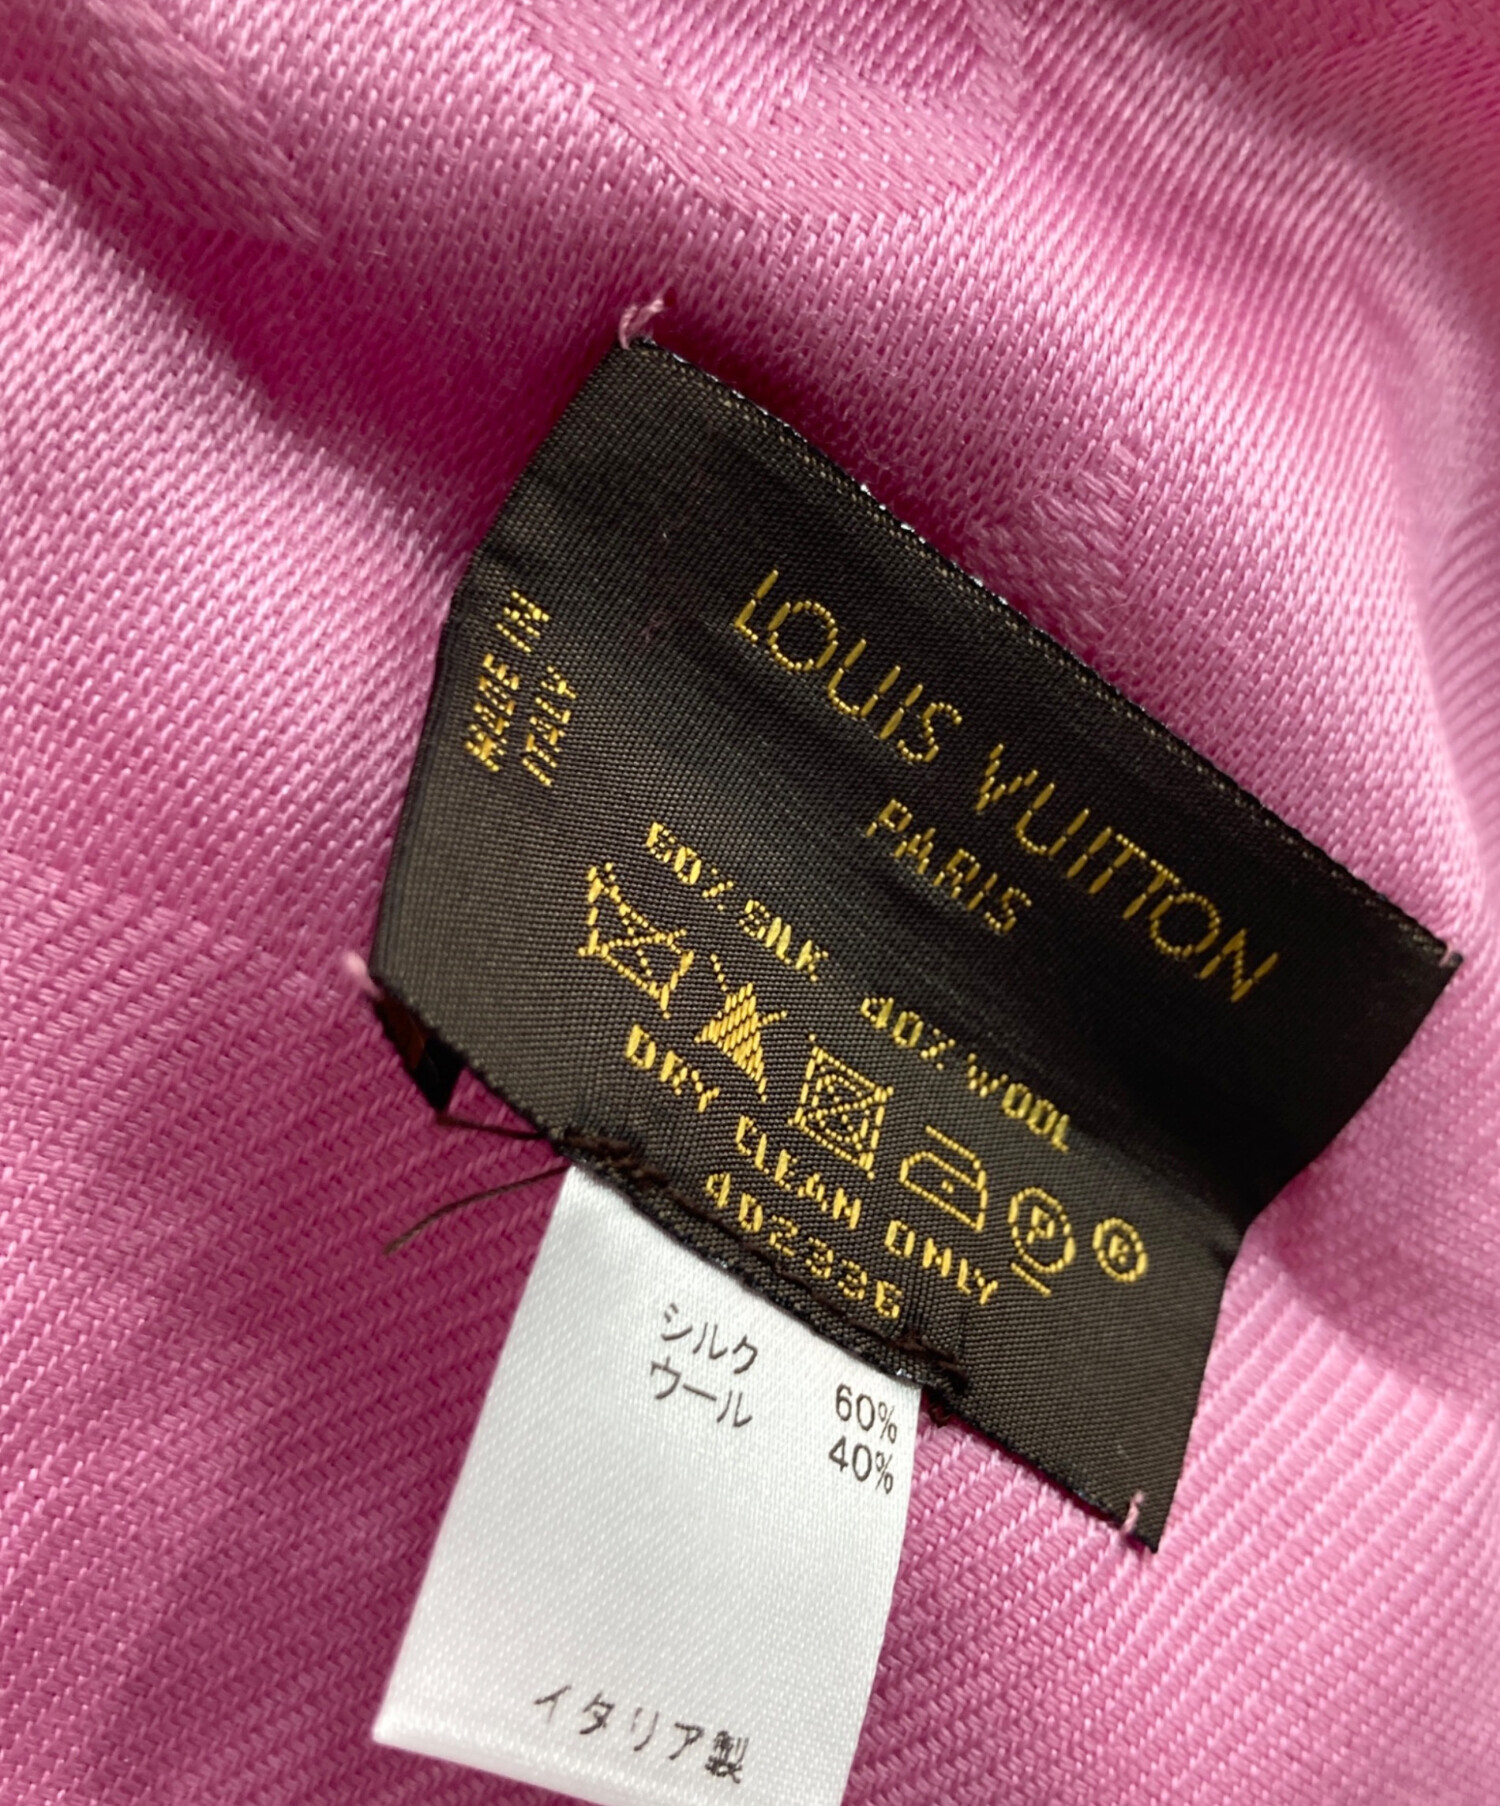 LOUIS VUITTON
PARIS
MADE IN
ITALY
60% SILK 40% WOOL
P
DRY CLEAN ONLY
402336
シルク 60%
ウール 40%
イタリア製